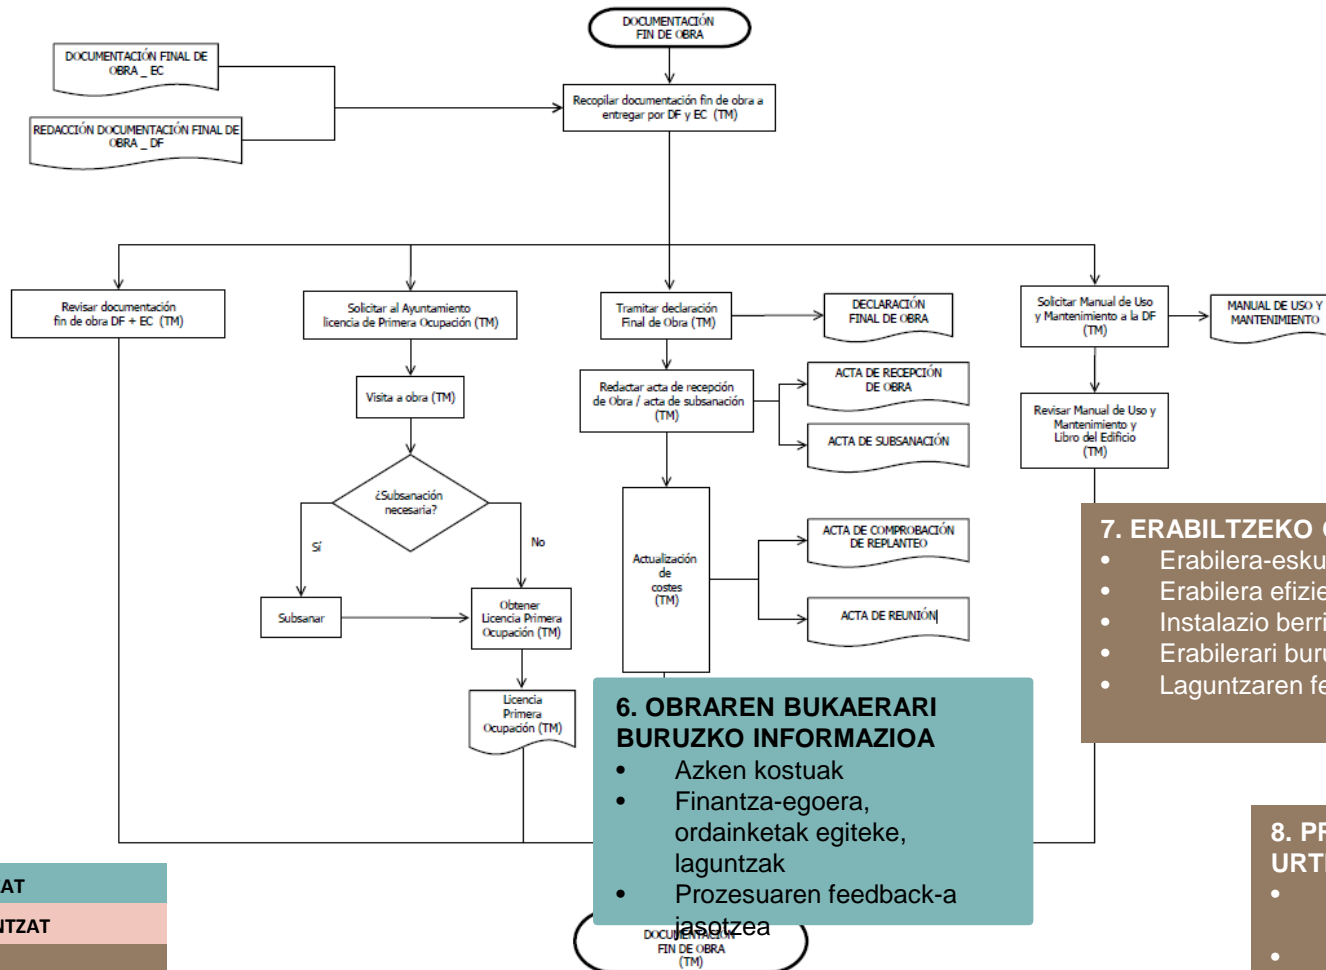 DOCUMENTACIÓN
FIN DE OBRA
DOCUMENTACIÓN FINAL DE
OBRA _ EC
REDACCIÓN DOCUMENTACIÓN FINAL DE
OBRA _ DF
Recopilar documentación fin de obra a
entregar por DF y EC (TM)
Revisar documentación
fin de obra DF + EC (TM)
Solicitar al Ayuntamiento
licencia de Primera Ocupación (TM)
Tramitar declaración
Final de Obra (TM)
DECLARACIÓN
FINAL DE OBRA
Solicitar Manual de Uso
y Mantenimiento a la DF
(TM)
MANUAL DE USO Y
MANTENIMIENTO
Visita a obra (TM)
Redactar acta de recepción
de Obra / acta de subsanación
(TM)
ACTA DE RECEPCIÓN
DE OBRA
ACTA DE SUBSANACIÓN
Revisar Manual de Uso y
Mantenimiento y
Libro del Edificio
(TM)
¿Subsanación
necesaria?
Sí
No
Subsanar
Obtener
Licencia Primera
Ocupación (TM)
Licencia
Primera
Ocupación (TM)
Actualización
de
costes
(TM)
ACTA DE COMPROBACIÓN
DE REPLANTEO
ACTA DE REUNIÓN
7. ERABILTZEKO
• Erabilera-esku
• Erabilera efizie
• Instalazio berri
• Erabilerari buru
• Laguntzaren fe
6. OBRAREN BUKAERARI
BURUZKO INFORMAZIOA
• Azken kostuak
• Finantza-egoera,
ordainketak egiteke,
laguntzak
• Prozesuaren feedback-a
jasotzea
8. PR
URTE
•
•
AT
NTZAT
DOCUMENTACIÓN
FIN DE OBRA
(TM)